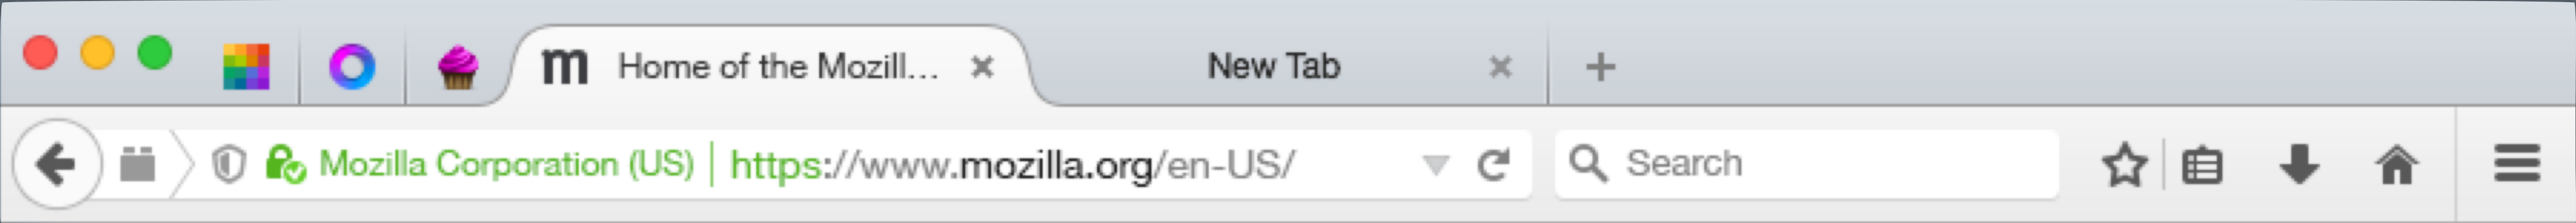 m Home of the Mozill... New Tab
Mozilla Corporation (US) https://www.mozilla.org/en-US/ Search